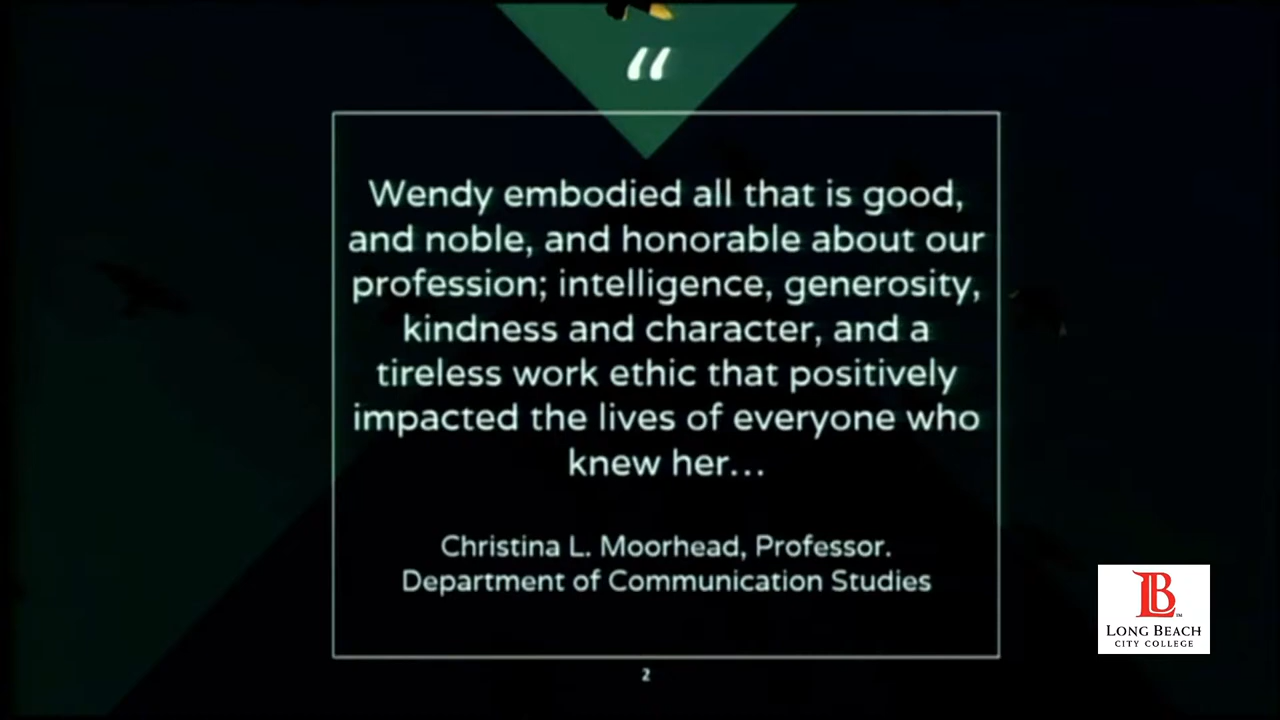 “
Wendy embodied all that is good,
and noble, and honorable about our
profession; intelligence, generosity,
kindness and character, and a
tireless work ethic that positively
impacted the lives of everyone who
knew her...
Christina L. Moorhead, Professor.
Department of Communication Studies
LB™
LONG BEACH
CITY COLLEGE
2